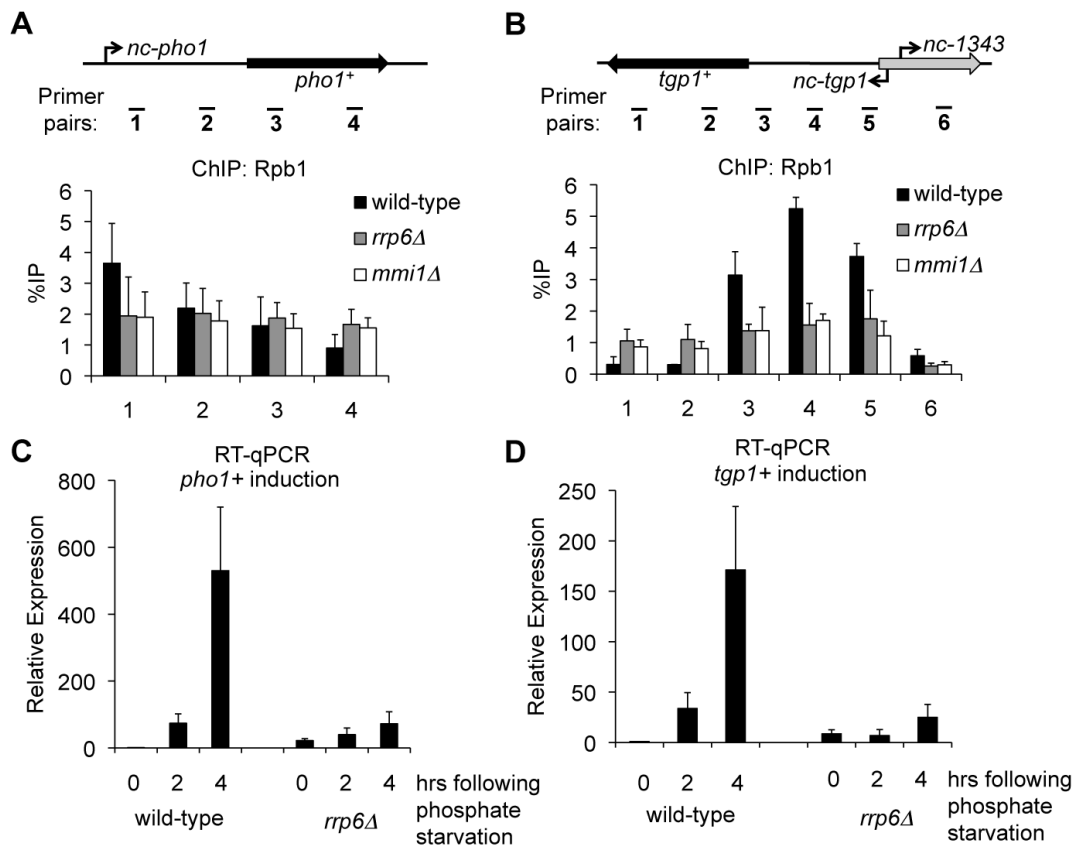 A
nc-pho1
pho1+
Primer
pairs: 1 2 3 4
ChIP: Rpb1
6
5
4
3
2
1
0
%IP
wild-type
rrp6Δ
mmi1Δ
1 2 3 4
B
nc-1343
tgp1+ nc-tgp1
Primer
pairs: 1 2 3 4 5 6
ChIP: Rpb1
6
5
4
3
2
1
0
%IP
wild-type
rrp6Δ
mmi1Δ
1 2 3 4 5 6
C
RT-qPCR
pho1+ induction
800
600
400
200
0
Relative Expression
0 2 4 0 2 4 hrs following
phosphate
starvation
wild-type rrp6Δ
D
RT-qPCR
tgp1+ induction
250
200
150
100
50
0
Relative Expression
0 2 4 0 2 4 hrs following
phosphate
starvation
wild-type rrp6Δ